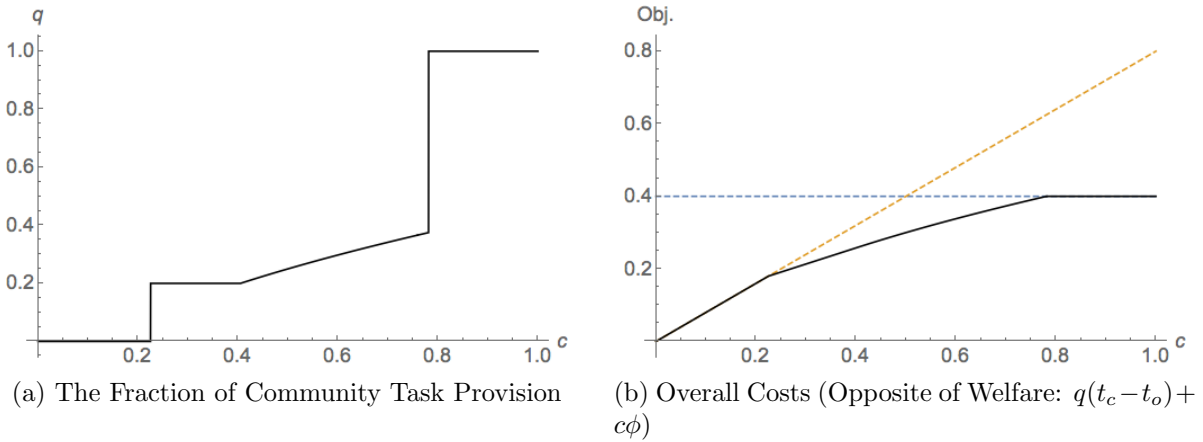 q
1.0
0.8
0.6
0.4
0.2
0.2
0.4
0.6
0.8
1.0
c
(a) The Fraction of Community Task Provision
Obj.
0.8
0.6
0.4
0.2
0.2
0.4
0.6
0.8
1.0
c
(b) Overall Costs (Opposite of Welfare: q(t_c−t_o)+
cϕ)